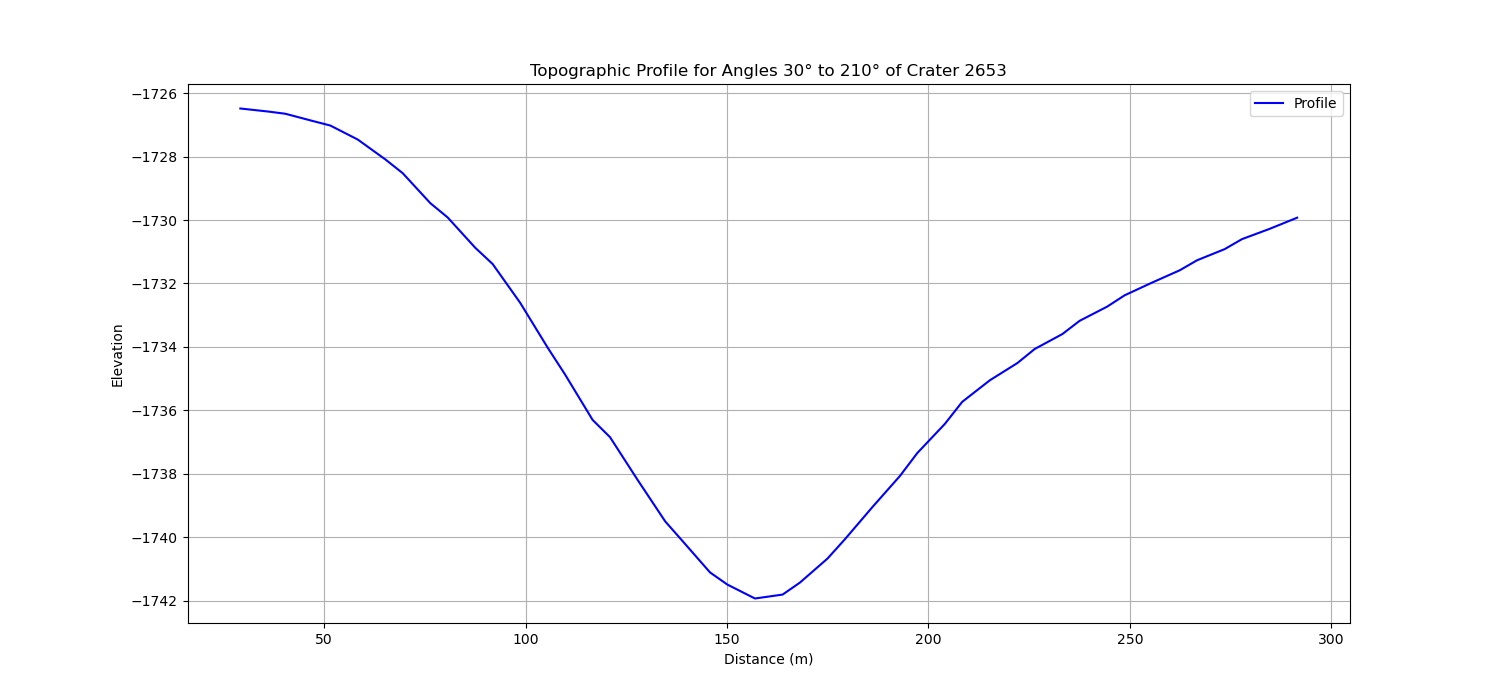 Topographic Profile for Angles 30° to 210° of Crater 2653
Profile
−1726
−1728
−1730
−1732
−1734
−1736
−1738
−1740
−1742
Elevation
50 100 150 200 250 300
Distance (m)